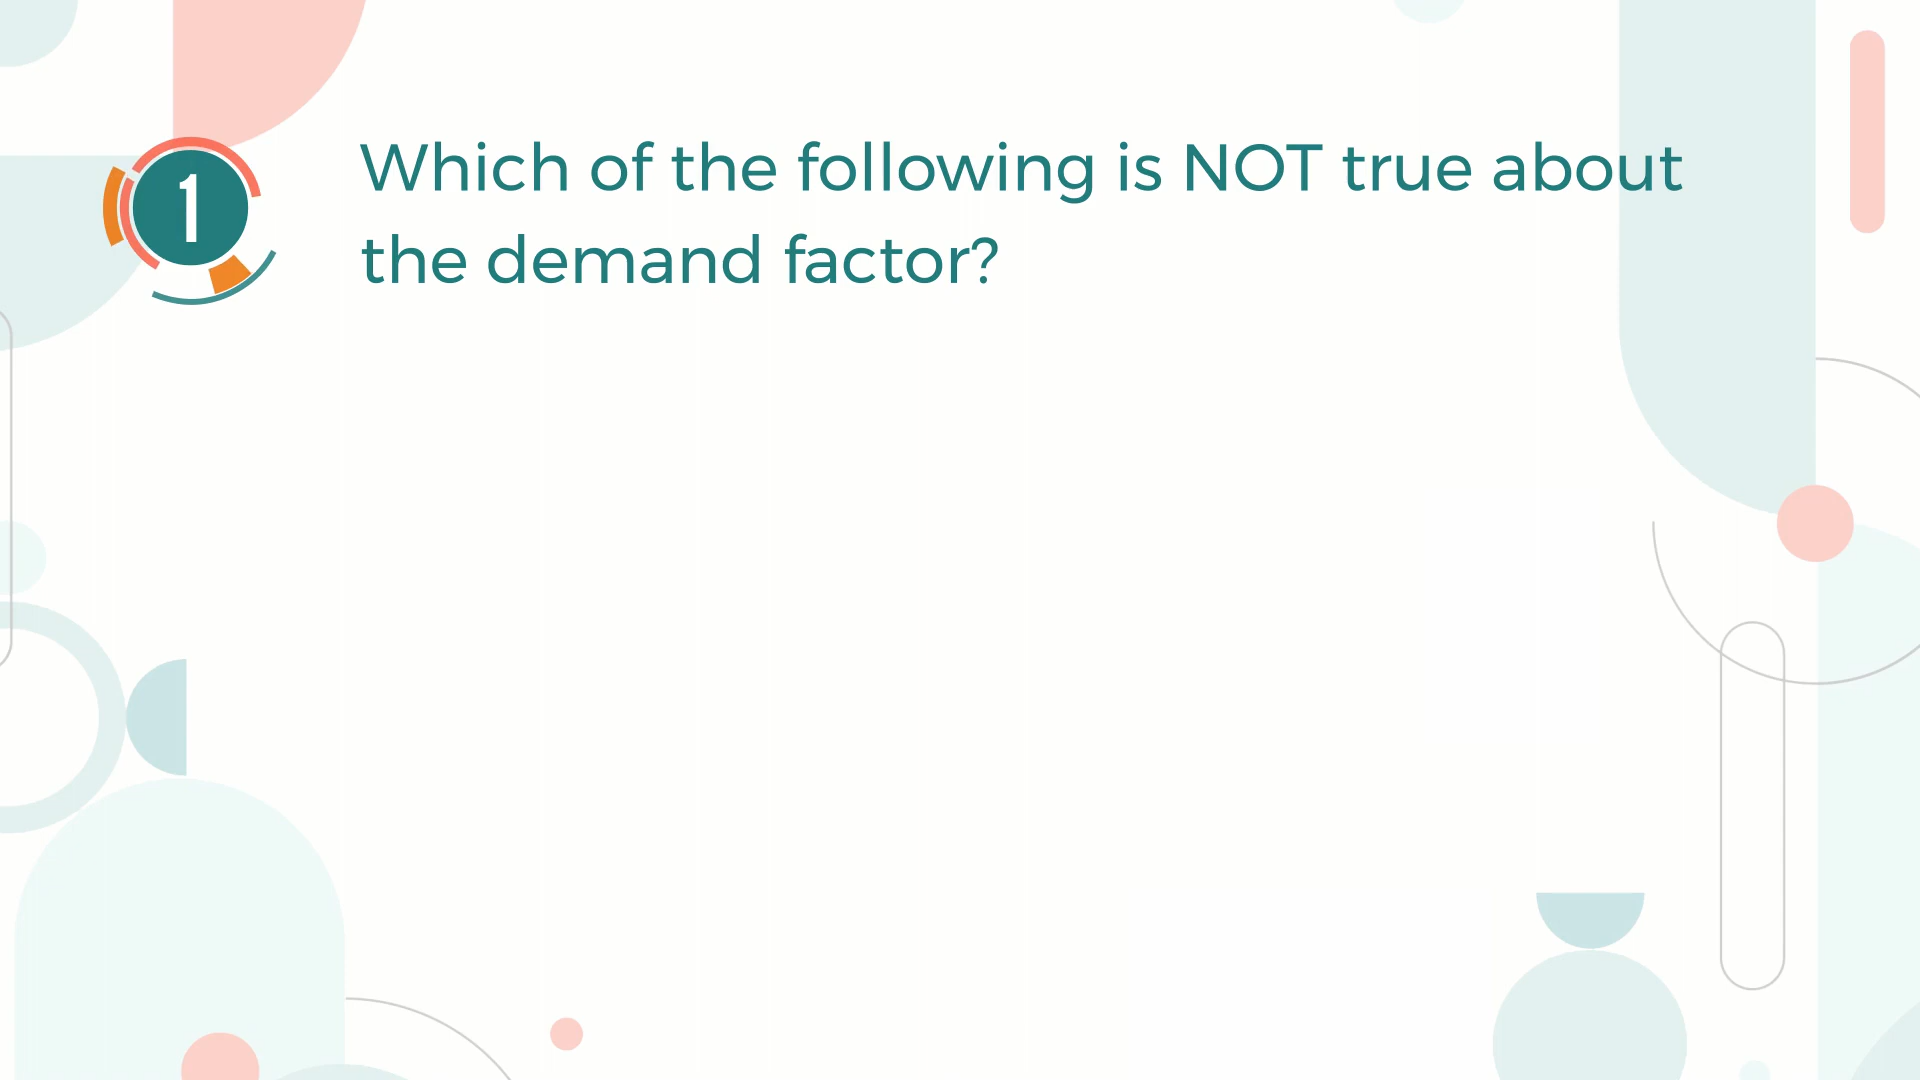 1
Which of the following is NOT true about
the demand factor?